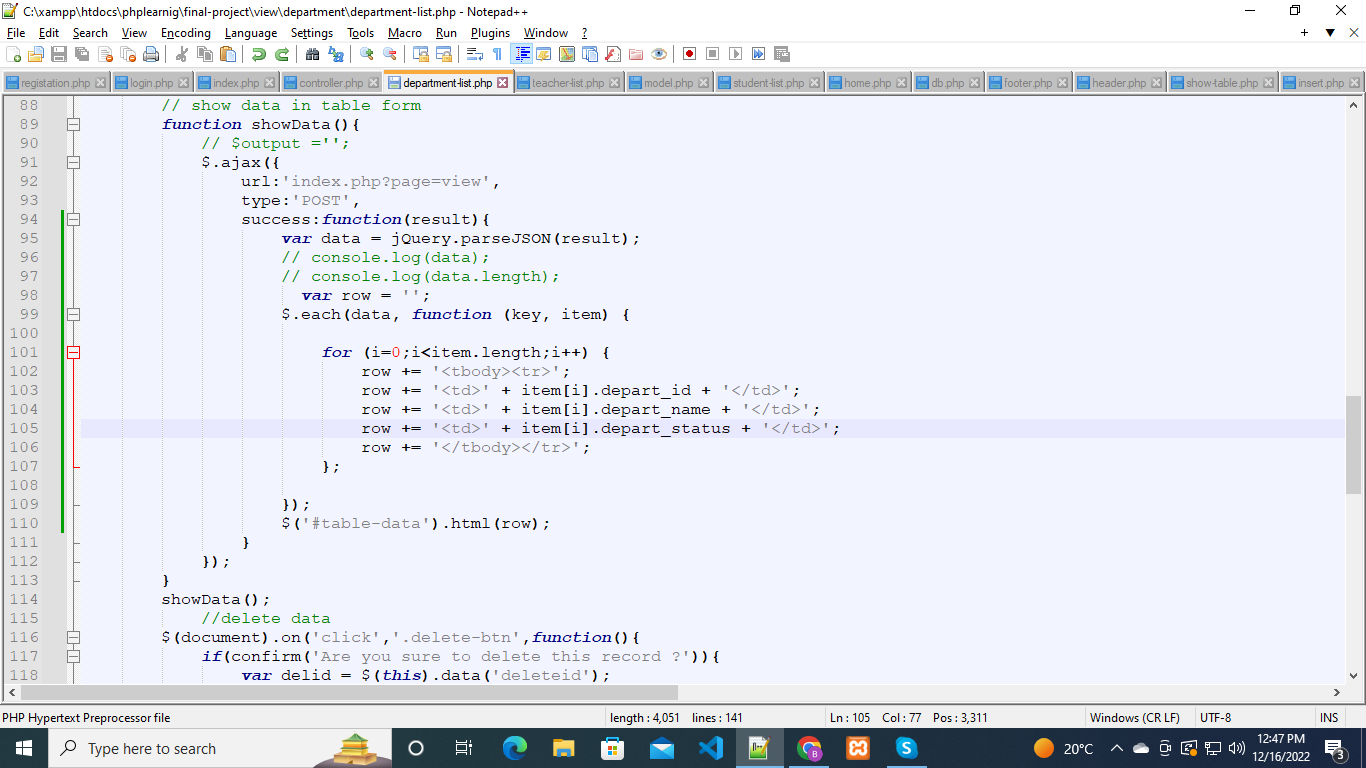 C:\xampp\htdocs\phplearnig\final-project\view\department\department-list.php - Notepad++
File Edit Search View Encoding Language Settings Tools Macro Run Plugins Window ? + ▼ X
registation.php login.php index.php controller.php department-list.php teacher-list.php model.php student-list.php home.php db.php footer.php header.php show-table.php insert.php
88 // show data in table form
89 function showData(){
90 // $output ='';
91 $.ajax({
92 url:'index.php?page=view',
93 type:'POST',
94 success:function(result){
95 var data = jQuery.parseJSON(result);
96 // console.log(data);
97 // console.log(data.length);
98 var row = '';
99 $.each(data, function (key, item) {
100
101 for (i=0;i<item.length;i++) {
102 row += '<tbody><tr>';
103 row += '<td>' + item[i].depart_id + '</td>';
104 row += '<td>' + item[i].depart_name + '</td>';
105 row += '<td>' + item[i].depart_status + '</td>';
106 row += '</tbody></tr>';
107 };
108
109 });
110 $('#table-data').html(row);
111 }
112 });
113 }
114 showData();
115 //delete data
116 $(document).on('click','.delete-btn',function(){
117 if(confirm('Are you sure to delete this record ?')){
118 var delid = $(this).data('deleteid');
PHP Hypertext Preprocessor file length : 4,051 lines : 141 Ln : 105 Col : 77 Pos : 3,311 Windows (CR LF) UTF-8 INS
Type here to search 20°C 12:47 PM
12/16/2022 3